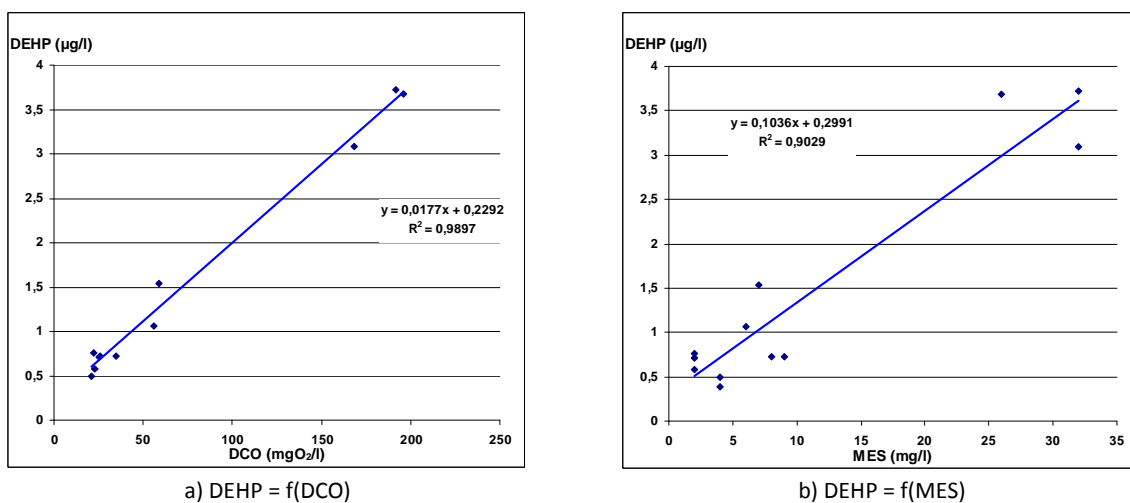 DEHP (µg/l)
4
3,5
3
2,5
2
1,5
1
0,5
0
0 50 100 150 200 250
DCO (mgO₂/l)
y = 0,0177x + 0,2292
R² = 0,9897
a) DEHP = f(DCO)
DEHP (µg/l)
4
3,5
3
2,5
2
1,5
1
0,5
0
0 5 10 15 20 25 30 35
MES (mg/l)
y = 0,1036x + 0,2991
R² = 0,9029
b) DEHP = f(MES)